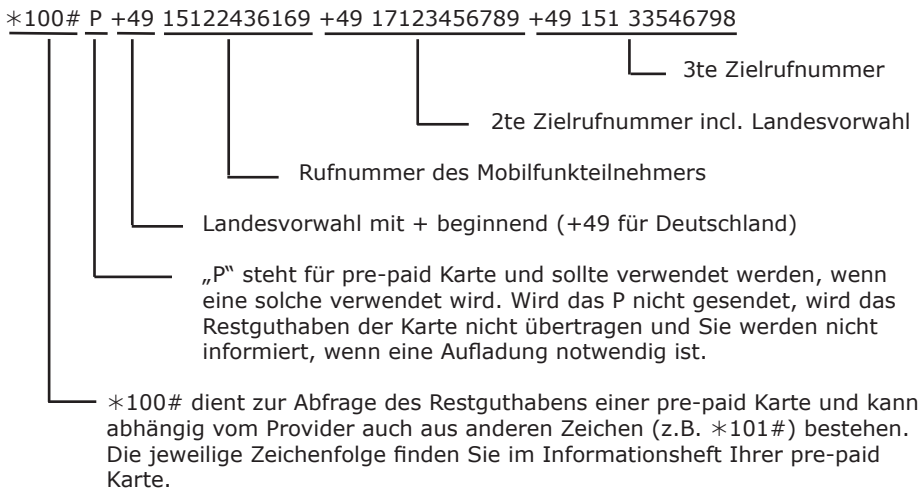 *100# P +49 15122436169 +49 17123456789 +49 151 33546798
3te Zielrufnummer
2te Zielrufnummer incl. Landesvorwahl
Rufnummer des Mobilfunkteilnehmers
Landesvorwahl mit + beginnend (+49 für Deutschland)
„P“ steht für pre-paid Karte und sollte verwendet werden, wenn
eine solche verwendet wird. Wird das P nicht gesendet, wird das
Restguthaben der Karte nicht übertragen und Sie werden nicht
informiert, wenn eine Aufladung notwendig ist.
*100# dient zur Abfrage des Restguthabens einer pre-paid Karte und kann
abhängig vom Provider auch aus anderen Zeichen (z.B. *101#) bestehen.
Die jeweilige Zeichenfolge finden Sie im Informationsheft Ihrer pre-paid
Karte.